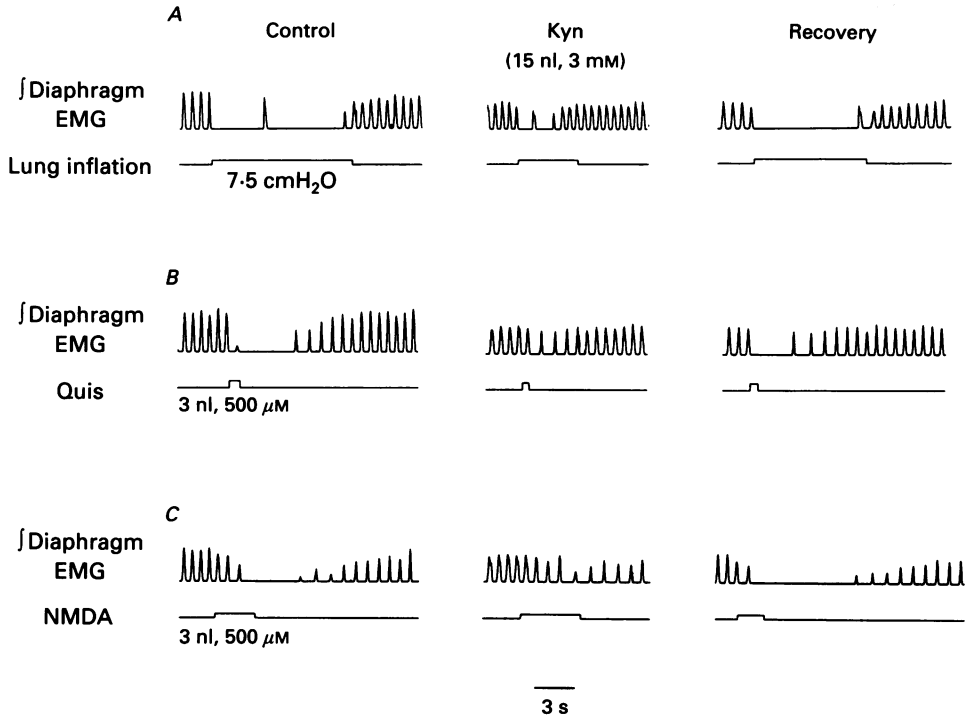 A
Control
Kyn
(15 nl, 3 mM)
Recovery
∫Diaphragm
EMG
Lung inflation
7·5 cmH₂O
B
∫Diaphragm
EMG
Quis
3 nl, 500 μM
C
∫Diaphragm
EMG
NMDA
3 nl, 500 μM
3 s